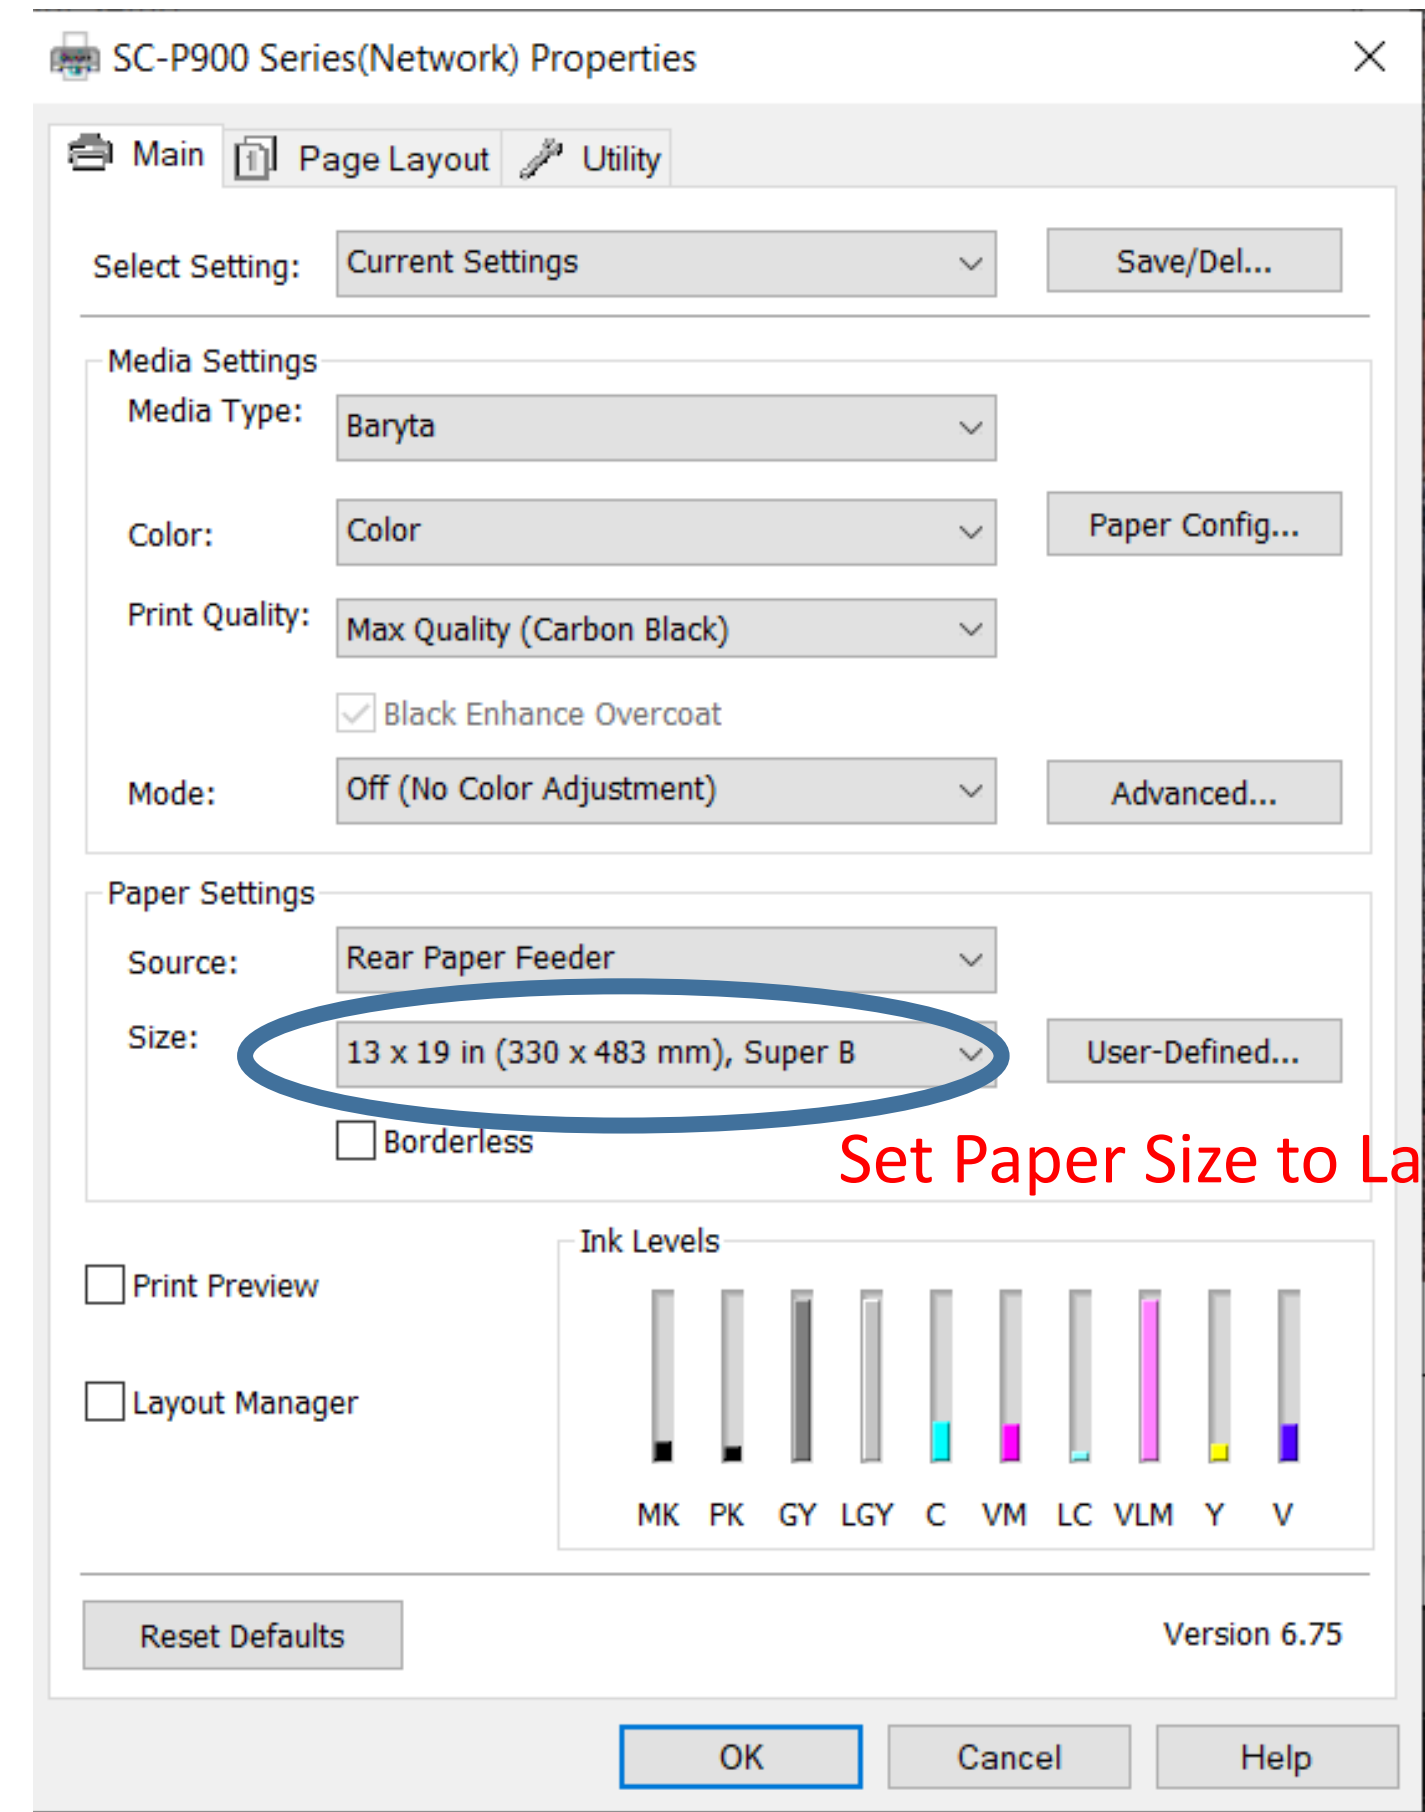 SC-P900 Series(Network) Properties
Main Page Layout Utility
Select Setting: Current Settings Save/Del...
Media Settings
Media Type: Baryta
Color: Color Paper Config...
Print Quality: Max Quality (Carbon Black)
Black Enhance Overcoat
Mode: Off (No Color Adjustment) Advanced...
Paper Settings
Source: Rear Paper Feeder
Size: 13 x 19 in (330 x 483 mm), Super B User-Defined...
Borderless
Set Paper Size to La
Ink Levels
Print Preview
Layout Manager
MK PK GY LGY C VM LC VLM Y V
Reset Defaults Version 6.75
OK Cancel Help